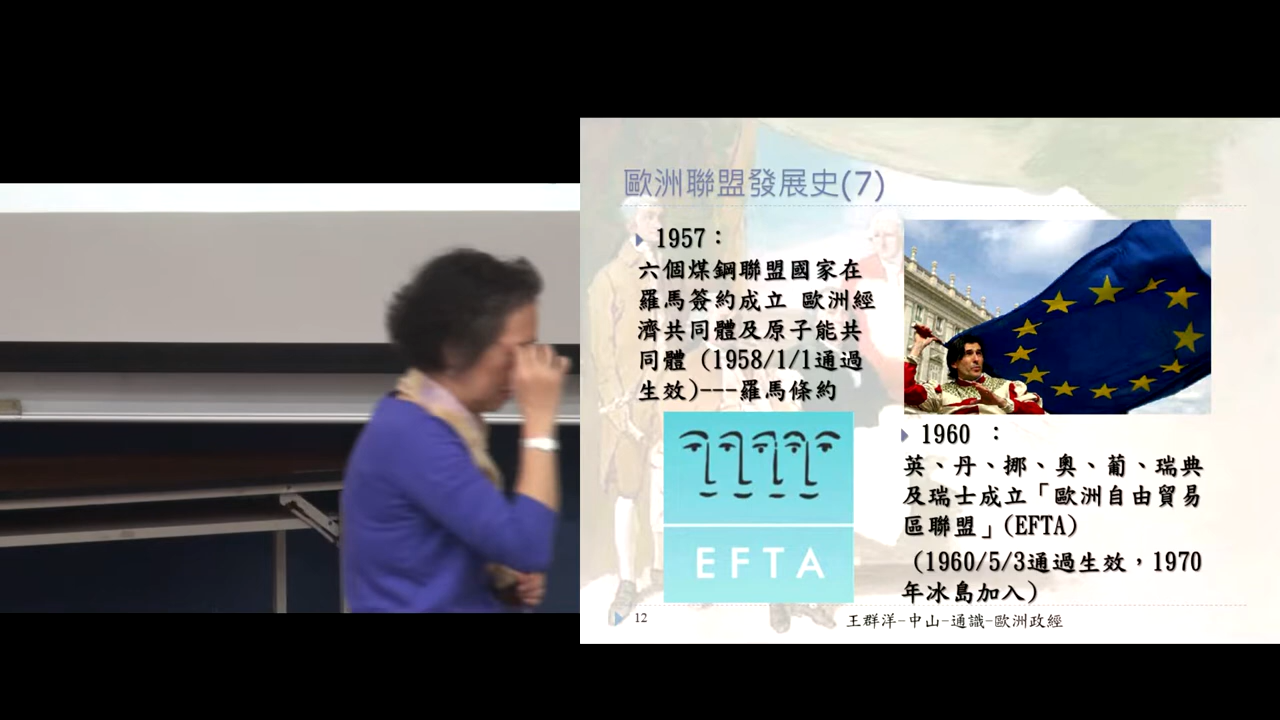 歐洲聯盟發展史(7)
1957：
六個煤鋼聯盟國家在
羅馬簽約成立 歐洲經
濟共同體及原子能共
同體 (1958/1/1通過
生效)---羅馬條約
EFTA
1960 ：
英、丹、挪、奧、葡、瑞典
及瑞士成立「歐洲自由貿易
區聯盟」(EFTA)
(1960/5/3通過生效，1970
年冰島加入)
12
王群洋-中山-通識-歐洲政經